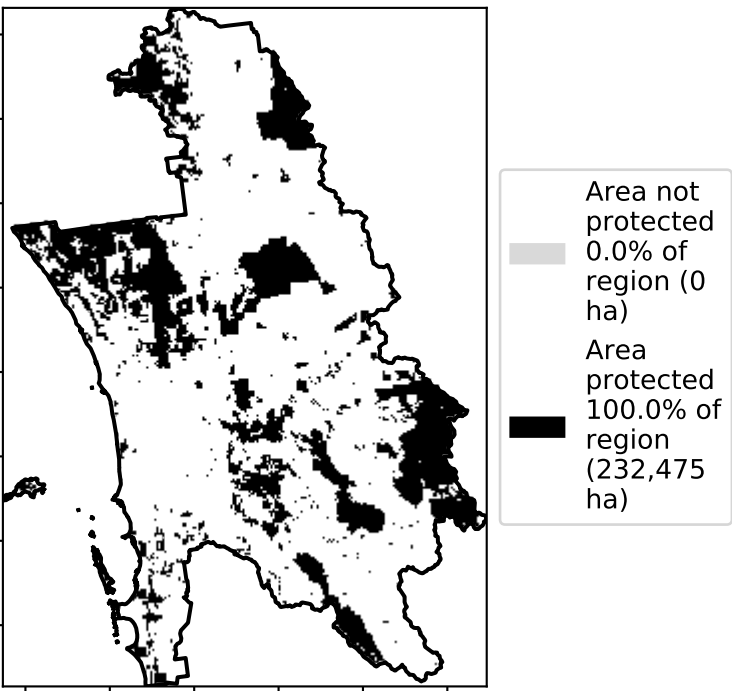 Area not
protected
0.0% of
region (0
ha)
Area
protected
100.0% of
region
(232,475
ha)